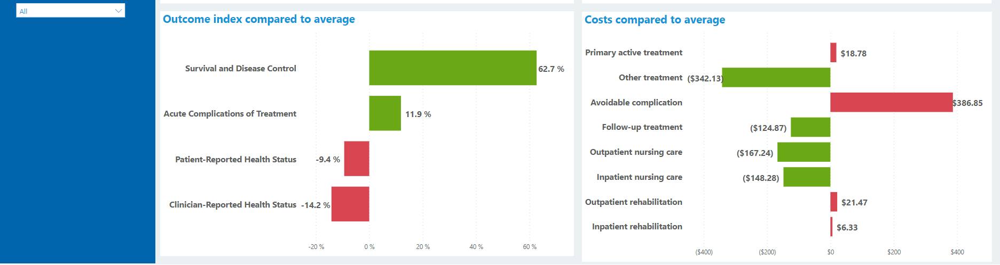 All
Outcome index compared to average
Survival and Disease Control 62.7 %
Acute Complications of Treatment 11.9 %
Patient-Reported Health Status -9.4 %
Clinician-Reported Health Status -14.2 %
-20 % 0 % 20 % 40 % 60 %
Costs compared to average
Primary active treatment $18.78
Other treatment ($342.13)
Avoidable complication $386.85
Follow-up treatment ($124.87)
Outpatient nursing care ($167.24)
Inpatient nursing care ($148.28)
Outpatient rehabilitation $21.47
Inpatient rehabilitation $6.33
($400) ($200) $0 $200 $400